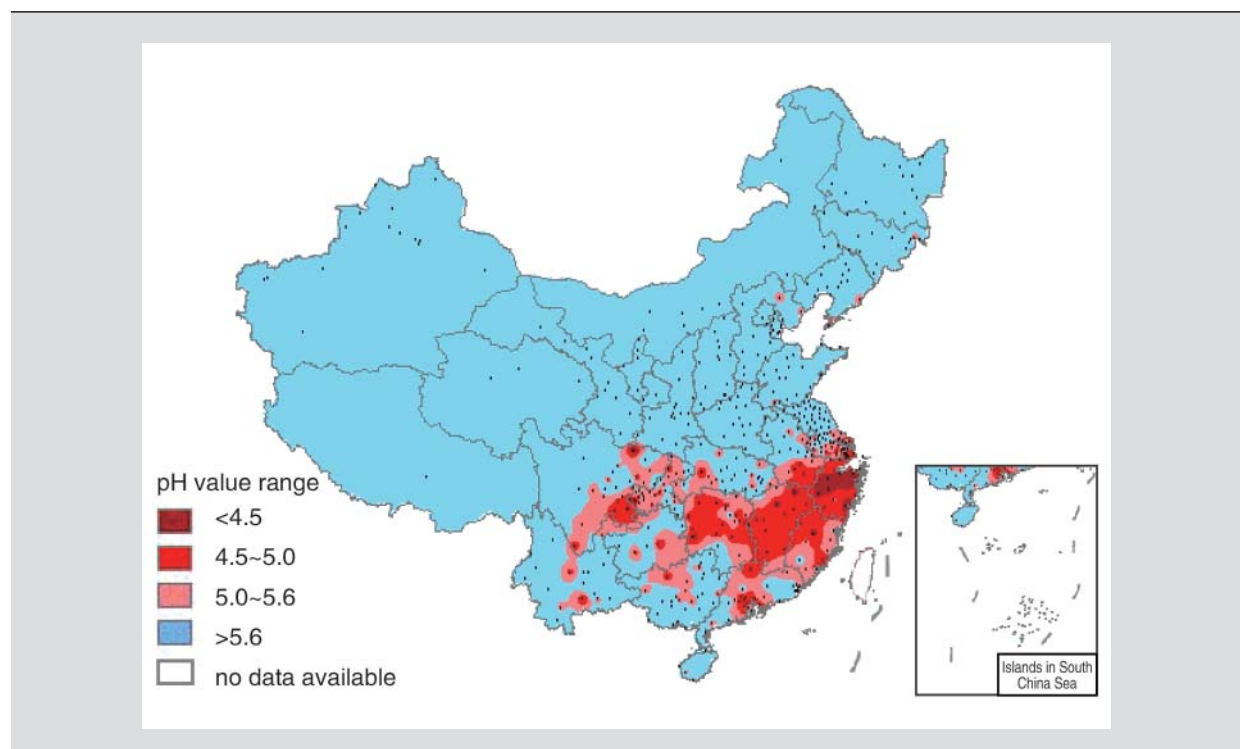 pH value range
<4.5
4.5~5.0
5.0~5.6
>5.6
no data available
Islands in South
China Sea